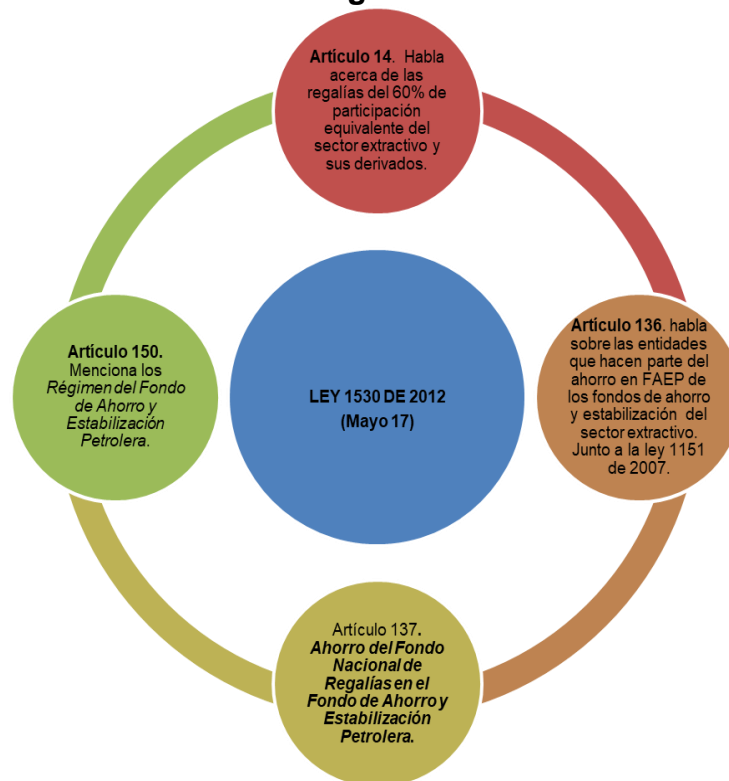 Artículo 14. Habla
acerca de las
regalías del 60% de
participación
equivalente del
sector extractivo y
sus derivados.
Artículo 150.
Menciona los
Régimen del Fondo
de Ahorro y
Estabilización
Petrolera.
LEY 1530 DE 2012
(Mayo 17)
Artículo 136. habla
sobre las entidades
que hacen parte del
ahorro en FAEP de
los fondos de ahorro
y estabilización del
sector extractivo.
Junto a la ley 1151
de 2007.
Artículo 137.
Ahorro del Fondo
Nacional de
Regalías en el
Fondo de Ahorro y
Estabilización
Petrolera.